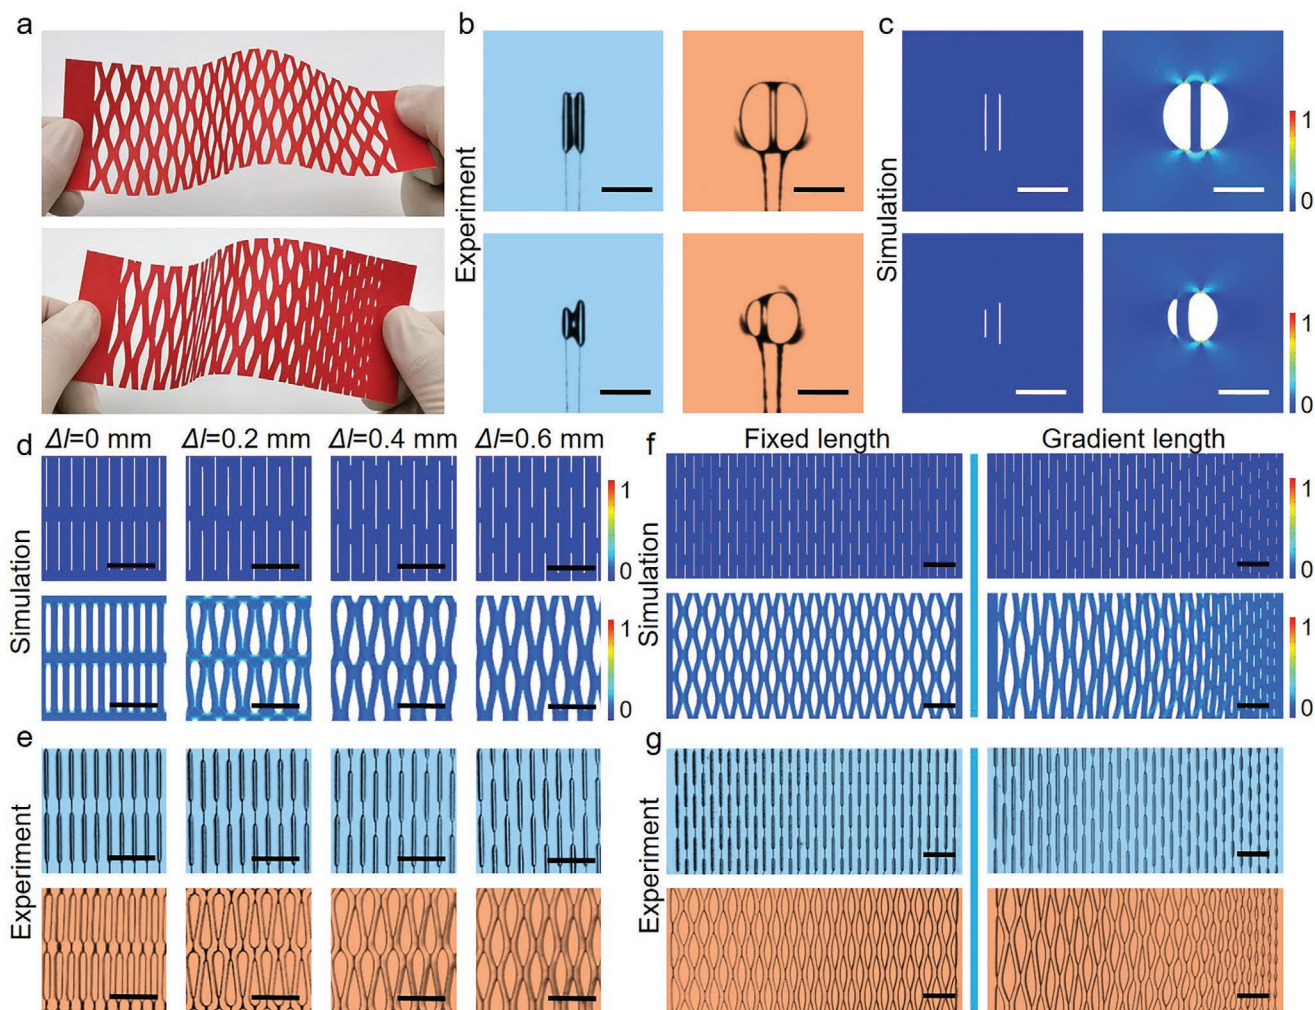 a
b
c
Experiment
Simulation
1
0
1
0
d
Δl=0 mm
Δl=0.2 mm
Δl=0.4 mm
Δl=0.6 mm
f
Fixed length
Gradient length
Simulation
1
0
1
0
Simulation
1
0
1
0
e
Experiment
g
Experiment